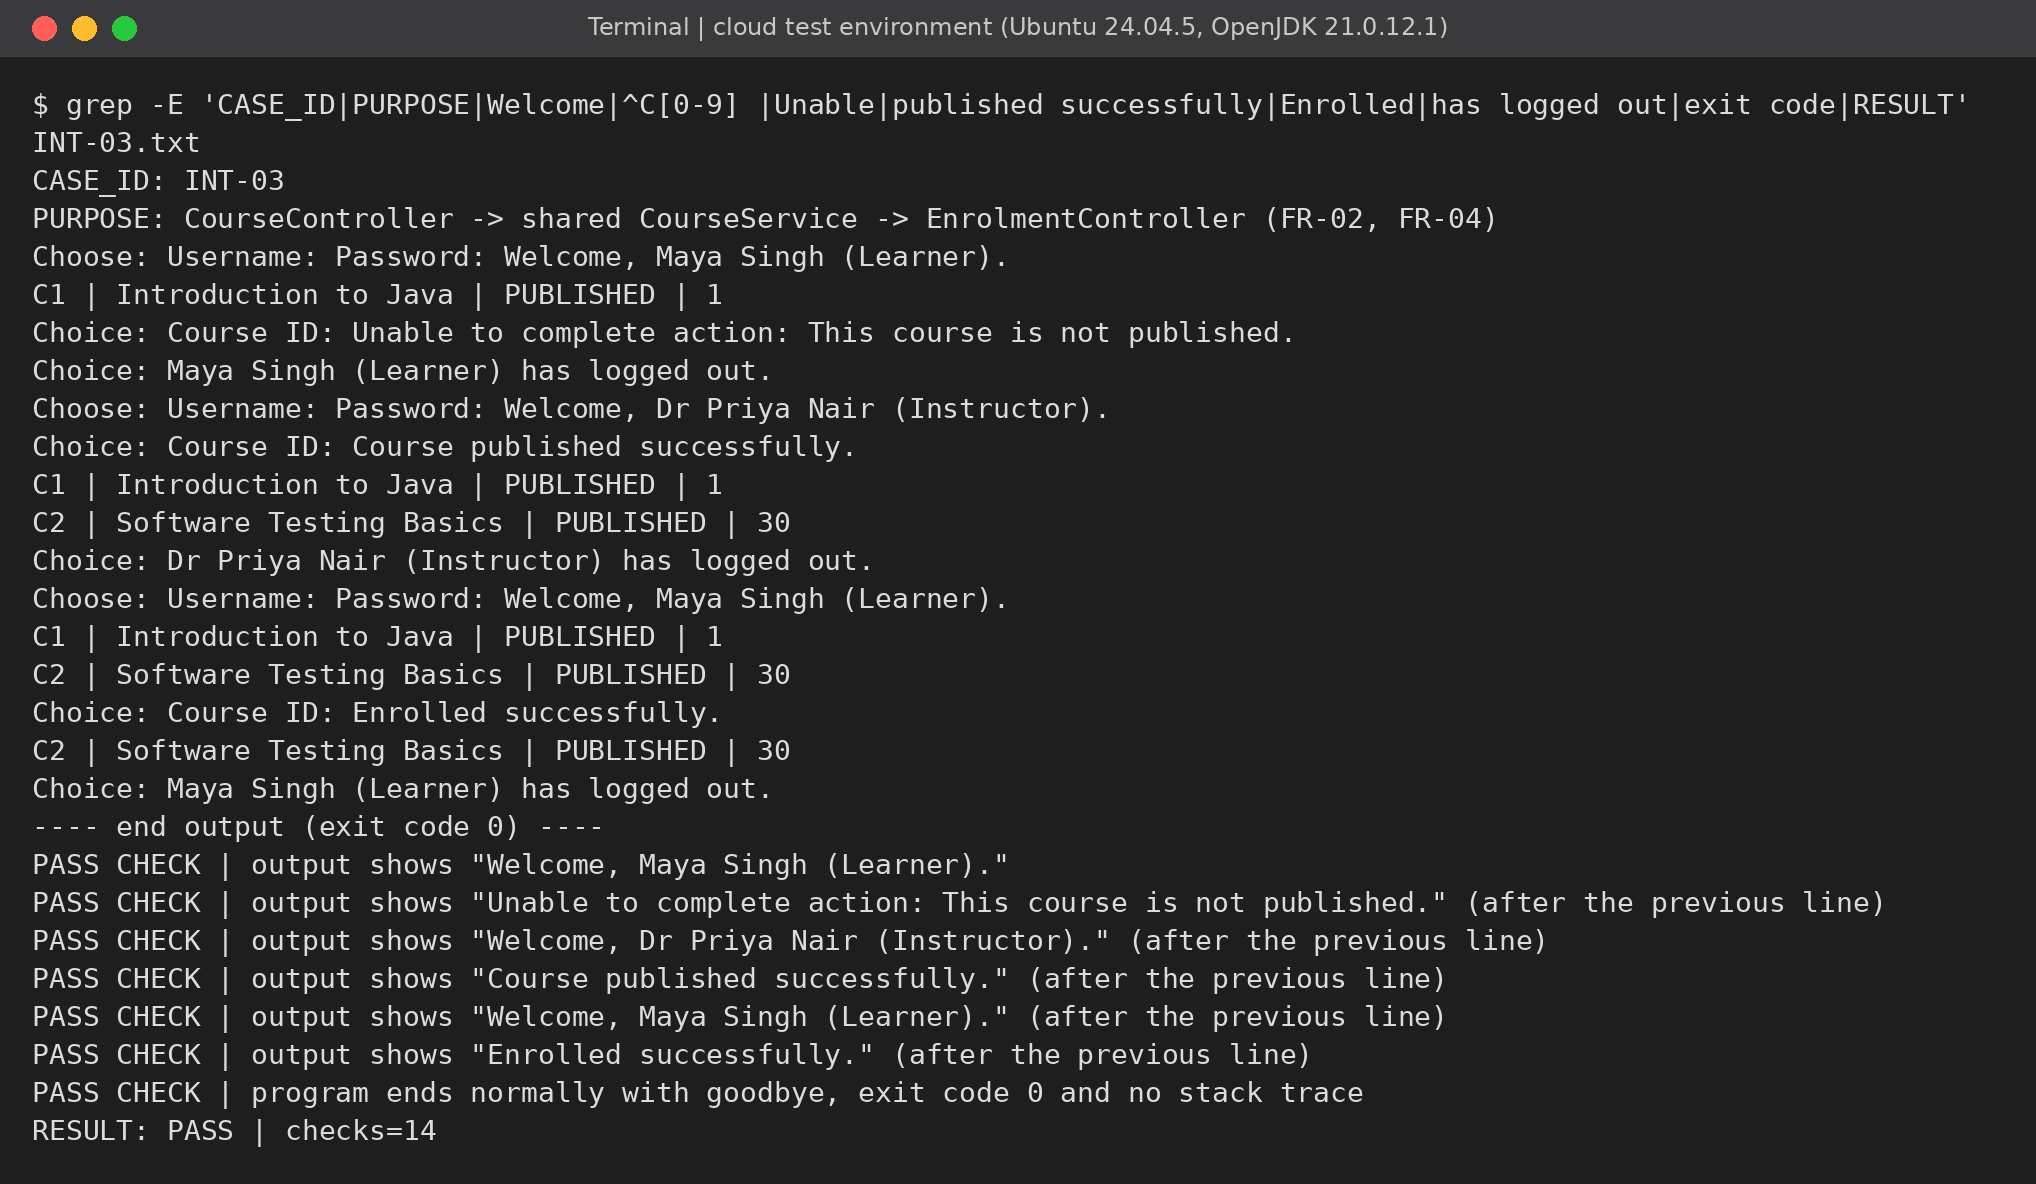 Terminal | cloud test environment (Ubuntu 24.04.5, OpenJDK 21.0.12.1)
$ grep -E 'CASE_ID|PURPOSE|Welcome|^C[0-9] |Unable|published successfully|Enrolled|has logged out|exit code|RESULT'
INT-03.txt
CASE_ID: INT-03
PURPOSE: CourseController -> shared CourseService -> EnrolmentController (FR-02, FR-04)
Choose: Username: Password: Welcome, Maya Singh (Learner).
C1 | Introduction to Java | PUBLISHED | 1
Choice: Course ID: Unable to complete action: This course is not published.
Choice: Maya Singh (Learner) has logged out.
Choose: Username: Password: Welcome, Dr Priya Nair (Instructor).
Choice: Course ID: Course published successfully.
C1 | Introduction to Java | PUBLISHED | 1
C2 | Software Testing Basics | PUBLISHED | 30
Choice: Dr Priya Nair (Instructor) has logged out.
Choose: Username: Password: Welcome, Maya Singh (Learner).
C1 | Introduction to Java | PUBLISHED | 1
C2 | Software Testing Basics | PUBLISHED | 30
Choice: Course ID: Enrolled successfully.
C2 | Software Testing Basics | PUBLISHED | 30
Choice: Maya Singh (Learner) has logged out.
---- end output (exit code 0) ----
PASS CHECK | output shows "Welcome, Maya Singh (Learner)."
PASS CHECK | output shows "Unable to complete action: This course is not published." (after the previous line)
PASS CHECK | output shows "Welcome, Dr Priya Nair (Instructor)." (after the previous line)
PASS CHECK | output shows "Course published successfully." (after the previous line)
PASS CHECK | output shows "Welcome, Maya Singh (Learner)." (after the previous line)
PASS CHECK | output shows "Enrolled successfully." (after the previous line)
PASS CHECK | program ends normally with goodbye, exit code 0 and no stack trace
RESULT: PASS | checks=14